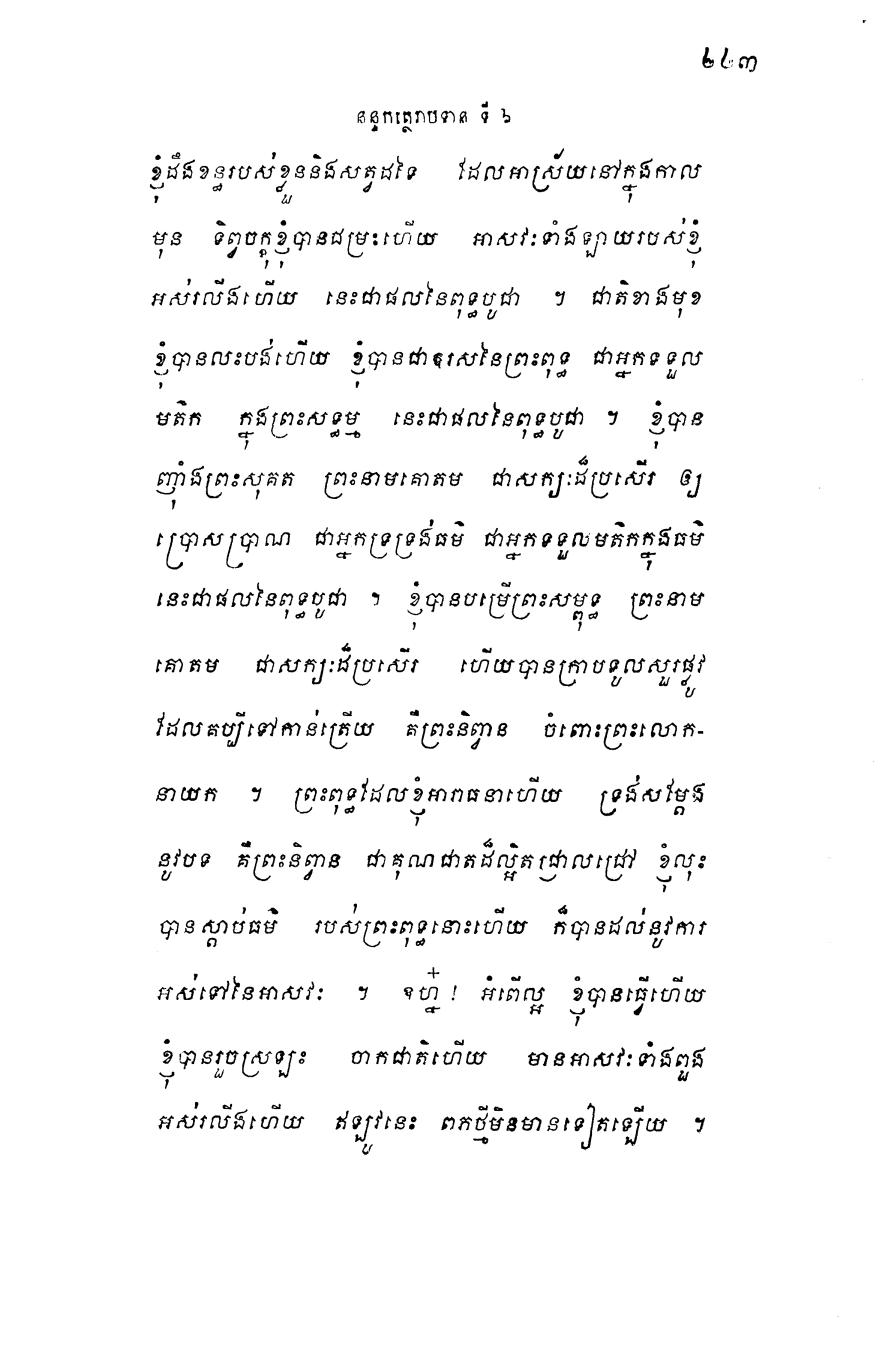 ២៤៣
នន្ទកត្ថេរាបទាន ទី ៦
ខ្ញុំដឹងខន្ធរបស់ខ្លួននិងសត្វដទៃ ដែលអាស្រ័យនៅក្នុងកាល
មុន ទិព្វចក្ខុខ្ញុំបានជម្រះហើយ អាសវៈទាំងឡាយរបស់ខ្ញុំ
អស់រលីងហើយ នេះជាផលនៃពុទ្ធបូជា ។ ជាតិខាងមុខ
ខ្ញុំបានលះបង់ហើយ ខ្ញុំបានជាឱរសនៃព្រះពុទ្ធ ជាអ្នកទទួល
មតិក ក្នុងព្រះសទ្ធម្ម នេះជាផលនៃពុទ្ធបូជា ។ ខ្ញុំបាន
ញ៉ាំងព្រះសុគត ព្រះនាមគោតម ជាសក្យៈដ៏ប្រសើរ ឲ្យ
ប្រោសប្រាណ ជាអ្នកទ្រទ្រង់ធម៌ ជាអ្នកទទួលមតិកក្នុងធម៌
នេះជាផលនៃពុទ្ធបូជា ។ ខ្ញុំបានបម្រើព្រះសម្ពុទ្ធ ព្រះនាម
គោតម ជាសក្យៈដ៏ប្រសើរ ហើយបានក្រាបទូលសួរផ្លូវ
ដែលគប្បីទៅកាន់ត្រើយ គឺព្រះនិព្វាន ចំពោះព្រះលោក-
នាយក ។ ព្រះពុទ្ធដែលខ្ញុំអារាធនាហើយ ទ្រង់សម្តែង
នូវបទ គឺព្រះនិព្វាន ជាគុណជាតដ៏ល្អិតជ្រាលជ្រៅ ខ្ញុំលុះ
បានស្តាប់ធម៌ របស់ព្រះពុទ្ធនោះហើយ ក៏បានដល់នូវការ
អស់ទៅនៃអាសវៈ ។ ឱហ្ន៎ ! អំពើល្អ ខ្ញុំបានធ្វើហើយ
ខ្ញុំបានរួចស្រឡះ ចាកជាតិហើយ មានអាសវៈទាំងពួង
អស់រលីងហើយ ឥឡូវនេះ ភពថ្មីមិនមានទៀតឡើយ ។